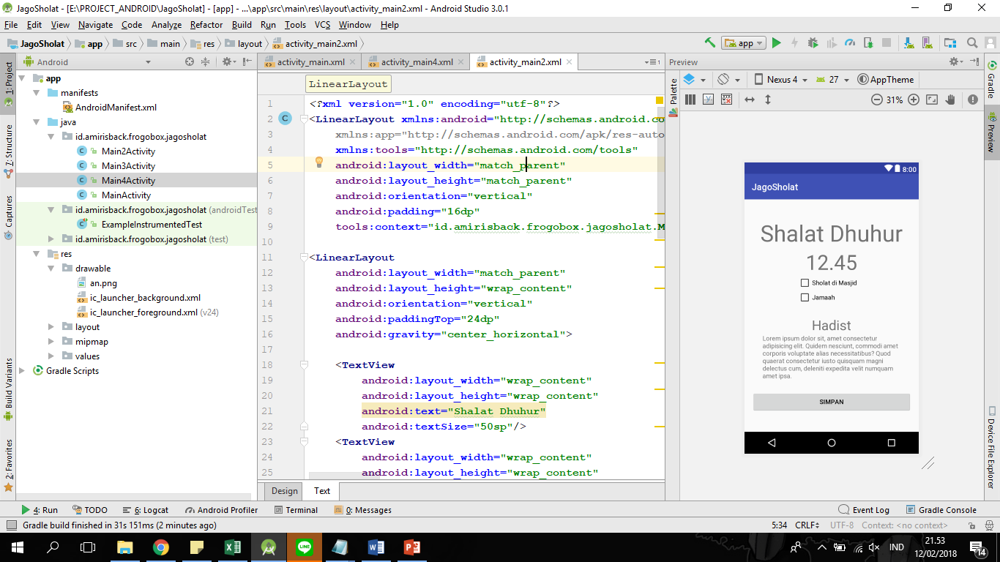 JagoSholat - [E:\PROJECT_ANDROID\JagoSholat] - [app] - ...\app\src\main\res\layout\activity_main2.xml - Android Studio 3.0.1
File Edit View Navigate Code Analyze Refactor Build Run Tools VCS Window Help
JagoSholat app src main res layout activity_main2.xml
app
Android
activity_main.xml activity_main4.xml activity_main2.xml
1
Preview
1: Project
Z: Structure
Captures
Build Variants
2: Favorites
app
manifests
AndroidManifest.xml
java
id.amirisback.frogobox.jagosholat
Main2Activity
Main3Activity
Main4Activity
MainActivity
id.amirisback.frogobox.jagosholat (androidTest
ExampleInstrumentedTest
id.amirisback.frogobox.jagosholat (test)
res
drawable
an.png
ic_launcher_background.xml
ic_launcher_foreground.xml (v24)
layout
mipmap
values
Gradle Scripts
LinearLayout
1 <?xml version="1.0" encoding="utf-8"?>
2 C <LinearLayout xmlns:android="http://schemas.android.co
3 xmlns:app="http://schemas.android.com/apk/res-auto
4 xmlns:tools="http://schemas.android.com/tools"
5 android:layout_width="match_parent"
6 android:layout_height="match_parent"
7 android:orientation="vertical"
8 android:padding="16dp"
9 tools:context="id.amirisback.frogobox.jagosholat.M
10
11 <LinearLayout
12 android:layout_width="match_parent"
13 android:layout_height="wrap_content"
14 android:orientation="vertical"
15 android:paddingTop="24dp"
16 android:gravity="center_horizontal">
17
18 <TextView
19 android:layout_width="wrap_content"
20 android:layout_height="wrap_content"
21 android:text="Shalat Dhuhur"
22 android:textSize="50sp"/>
23 <TextView
24 android:layout_width="wrap_content"
25 android:layout_height="wrap_content"
Design Text
Palette
Nexus 4 27 AppTheme
31%
8:00
JagoSholat
Shalat Dhuhur
12.45
Sholat di Masjid
Jamaah
Hadist
Lorem ipsum dolor sit, amet consectetur
adipisicing elit. Quidem nesciunt, commodi amet
corporis voluptate alias necessitatibus? Quod
quaerat consectetur iusto quisquam magni
delectus cum, deleniti expedita velit numquam
amet ipsa.
SIMPAN
Gradle
Preview
Device File Explorer
4: Run TODO 6: Logcat Android Profiler Terminal 0: Messages Event Log Gradle Console
Gradle build finished in 31s 151ms (2 minutes ago) 5:34 CRLF UTF-8 Context: <no context>
LINE
IND
21.53
12/02/2018
14